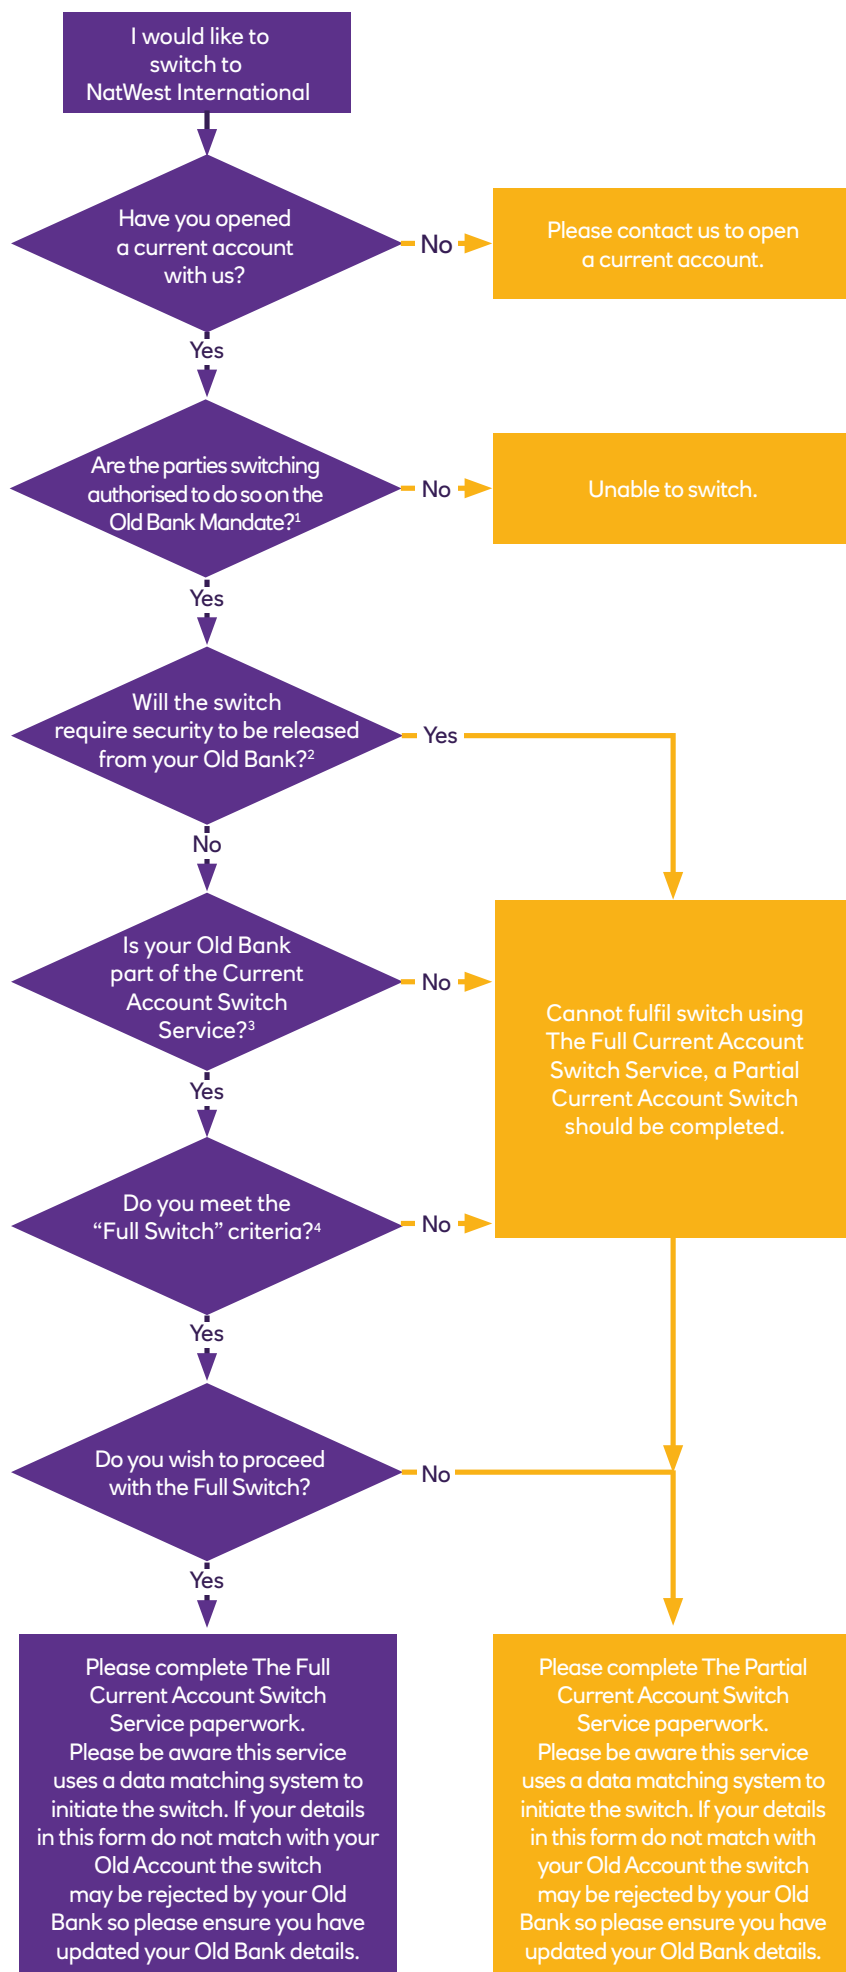 I would like to
switch to
NatWest International
Have you opened
a current account
with us?
No
Please contact us to open
a current account.
Yes
Are the parties switching
authorised to do so on the
Old Bank Mandate?¹
No
Unable to switch.
Yes
Will the switch
require security to be released
from your Old Bank?²
Yes
No
Is your Old Bank
part of the Current
Account Switch
Service?³
No
Cannot fulfil switch using
The Full Current Account
Switch Service, a Partial
Current Account Switch
should be completed.
Yes
Do you meet the
“Full Switch” criteria?⁴
No
Yes
Do you wish to proceed
with the Full Switch?
No
Yes
Please complete The Full
Current Account Switch
Service paperwork.
Please be aware this service
uses a data matching system to
initiate the switch. If your details
in this form do not match with your
Old Account the switch
may be rejected by your Old
Bank so please ensure you have
updated your Old Bank details.
Please complete The Partial
Current Account Switch
Service paperwork.
Please be aware this service
uses a data matching system to
initiate the switch. If your details
in this form do not match with
your Old Account the switch
may be rejected by your Old
Bank so please ensure you have
updated your Old Bank details.